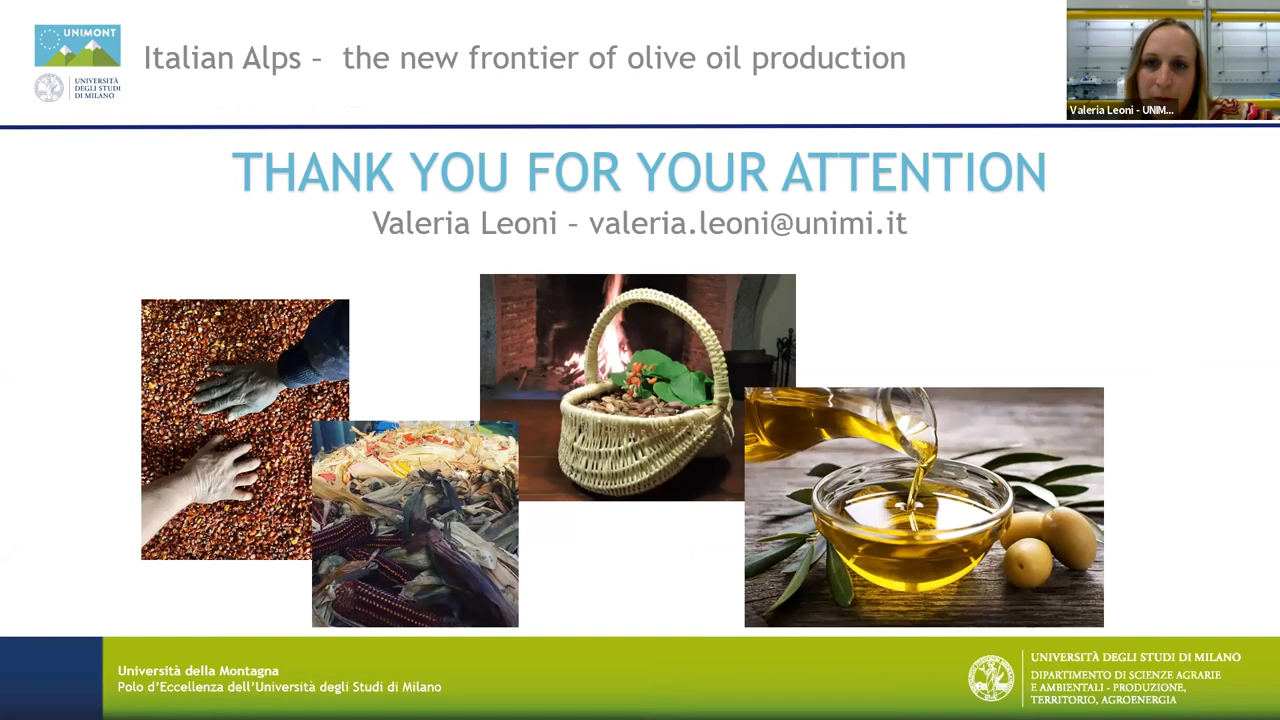 UNIMONT
UNIVERSITÀ
DEGLI STUDI
DI MILANO
Italian Alps - the new frontier of olive oil production
Valeria Leoni - UNIM...
THANK YOU FOR YOUR ATTENTION
Valeria Leoni – valeria.leoni@unimi.it
Università della Montagna
Polo d'Eccellenza dell'Università degli Studi di Milano
UNIVERSITÀ DEGLI STUDI DI MILANO
DIPARTIMENTO DI SCIENZE AGRARIE
E AMBIENTALI - PRODUZIONE,
TERRITORIO, AGROENERGIA